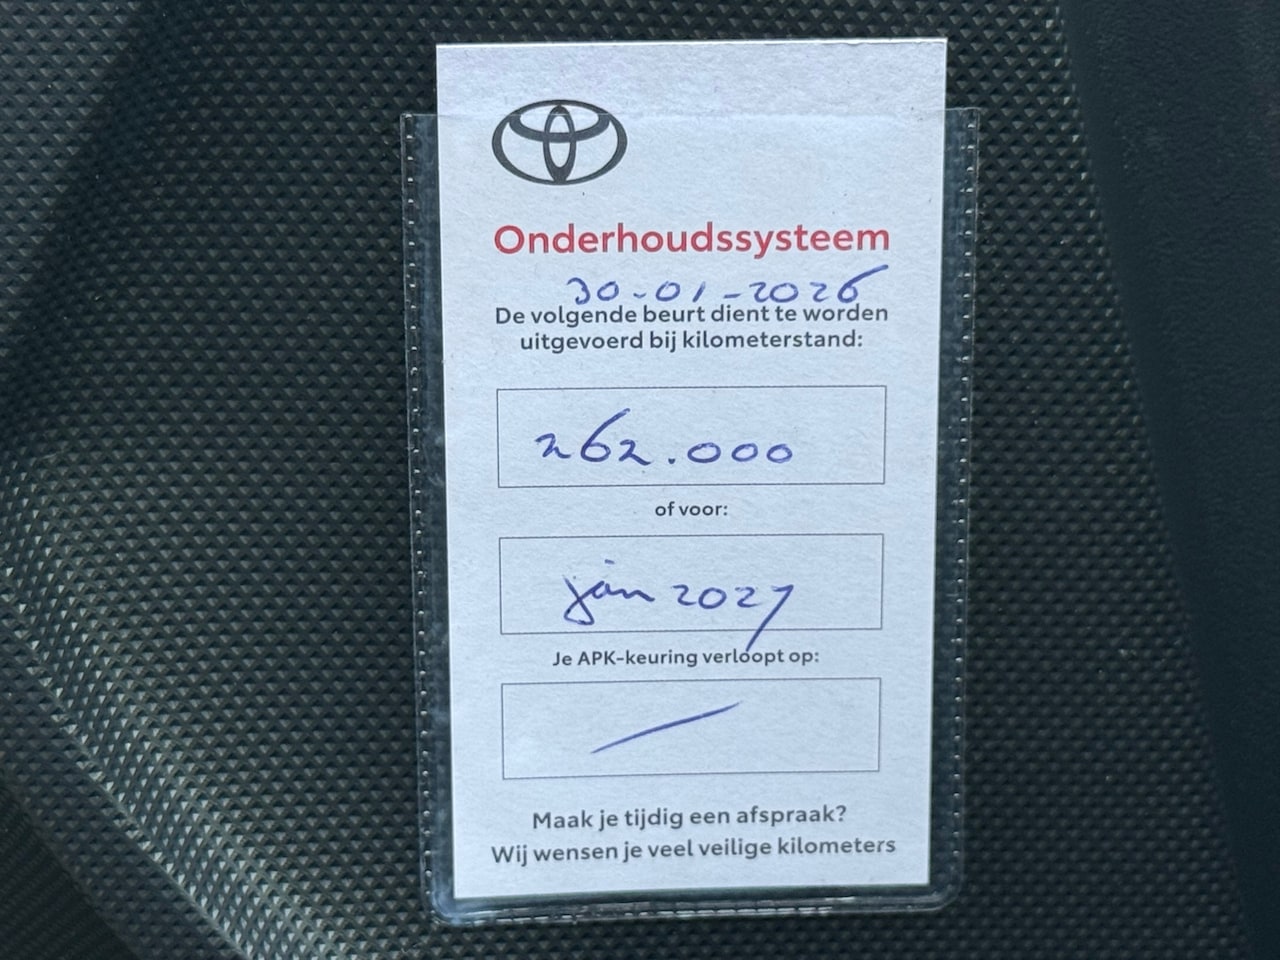 Onderhoudssysteem
30-01-2026
De volgende beurt dient te worden
uitgevoerd bij kilometerstand:
262.000
of voor:
jan 2027
Je APK-keuring verloopt op:
Maak je tijdig een afspraak?
Wij wensen je veel veilige kilometers